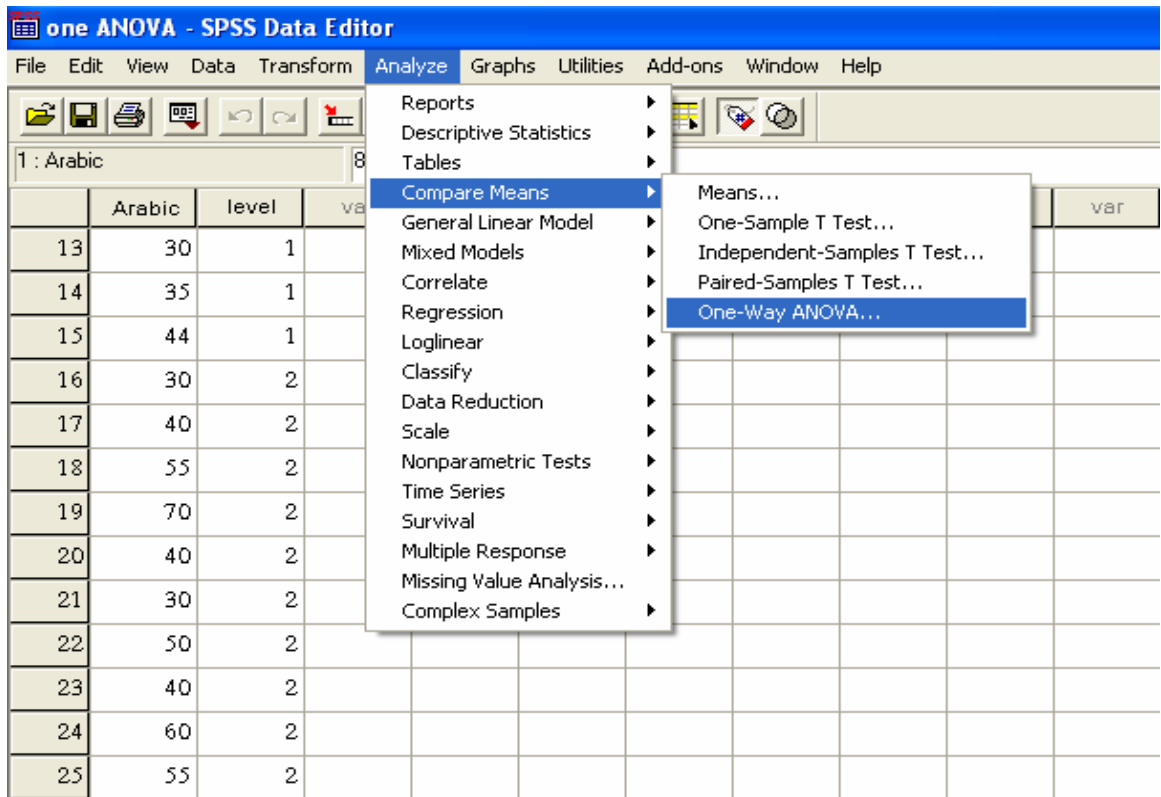 one ANOVA - SPSS Data Editor
File Edit View Data Transform Analyze Graphs Utilities Add-ons Window Help
1 : Arabic 8
Arabic level va var
13 30 1
14 35 1
15 44 1
16 30 2
17 40 2
18 55 2
19 70 2
20 40 2
21 30 2
22 50 2
23 40 2
24 60 2
25 55 2
Reports
Descriptive Statistics
Tables
Compare Means
General Linear Model
Mixed Models
Correlate
Regression
Loglinear
Classify
Data Reduction
Scale
Nonparametric Tests
Time Series
Survival
Multiple Response
Missing Value Analysis...
Complex Samples
Means...
One-Sample T Test...
Independent-Samples T Test...
Paired-Samples T Test...
One-Way ANOVA...